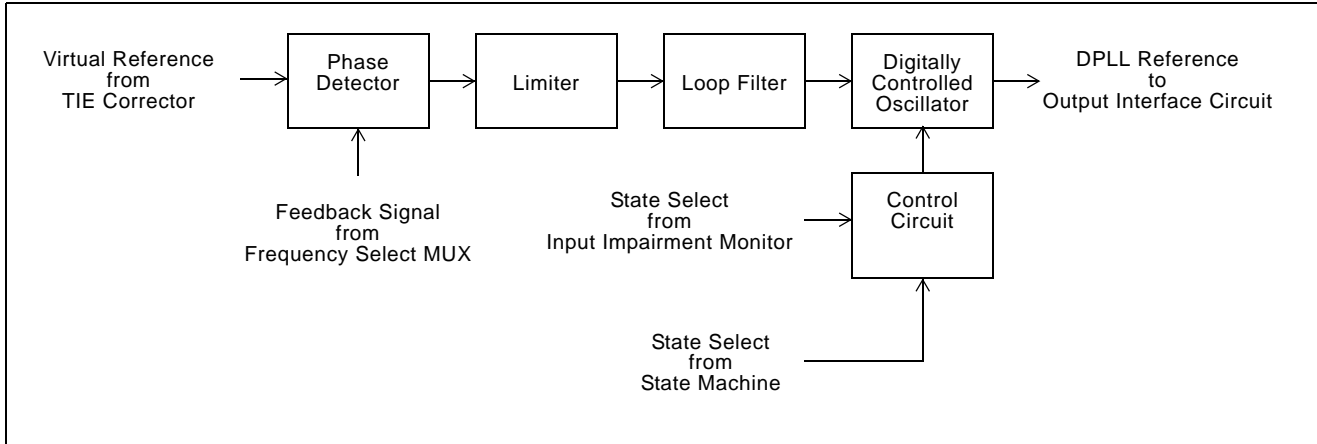 Virtual Reference
from
TIE Corrector
Phase
Detector
Limiter
Loop Filter
Digitally
Controlled
Oscillator
DPLL Reference
to
Output Interface Circuit
Feedback Signal
from
Frequency Select MUX
State Select
from
Input Impairment Monitor
Control
Circuit
State Select
from
State Machine